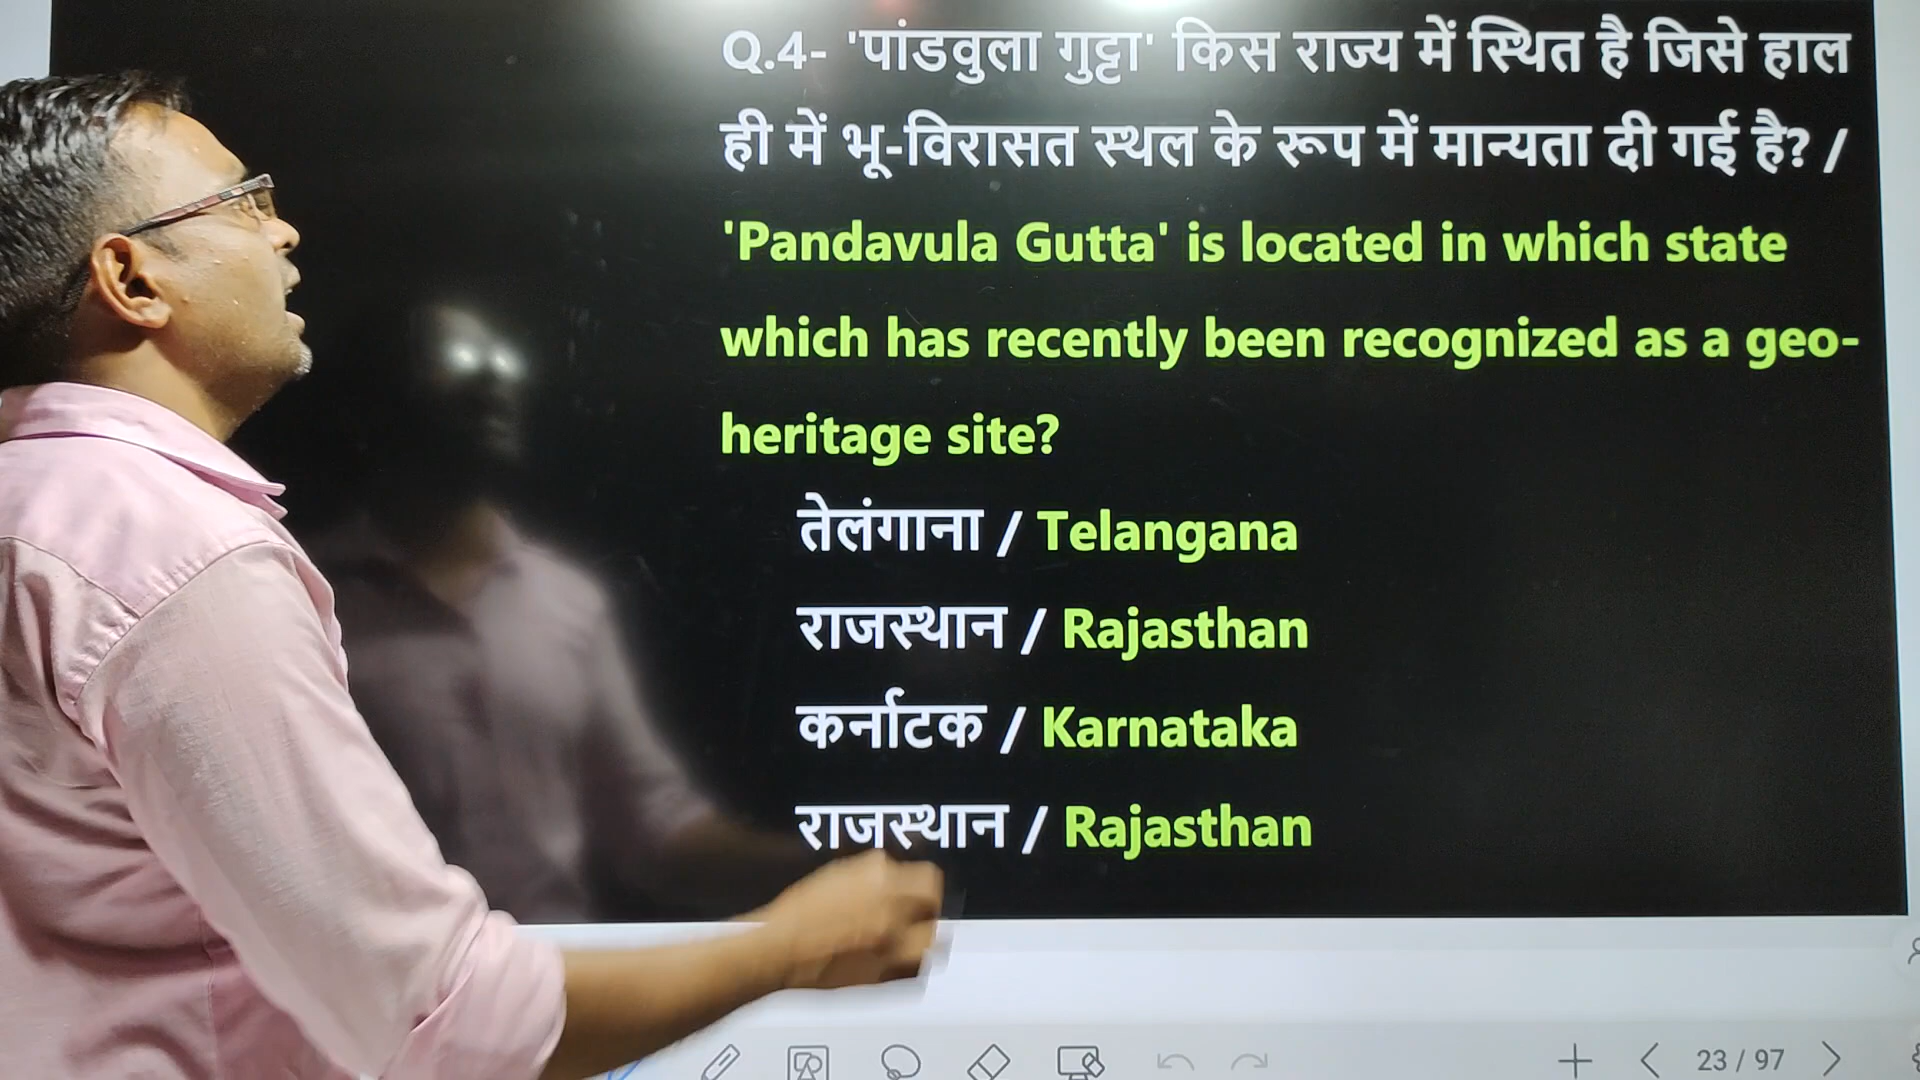 Q.4- 'पांडवुला गुट्टा' किस राज्य में स्थित है जिसे हाल
ही में भू-विरासत स्थल के रूप में मान्यता दी गई है? /
'Pandavula Gutta' is located in which state
which has recently been recognized as a geo-
heritage site?
तेलंगाना / Telangana
राजस्थान / Rajasthan
कर्नाटक / Karnataka
राजस्थान / Rajasthan
23 / 97